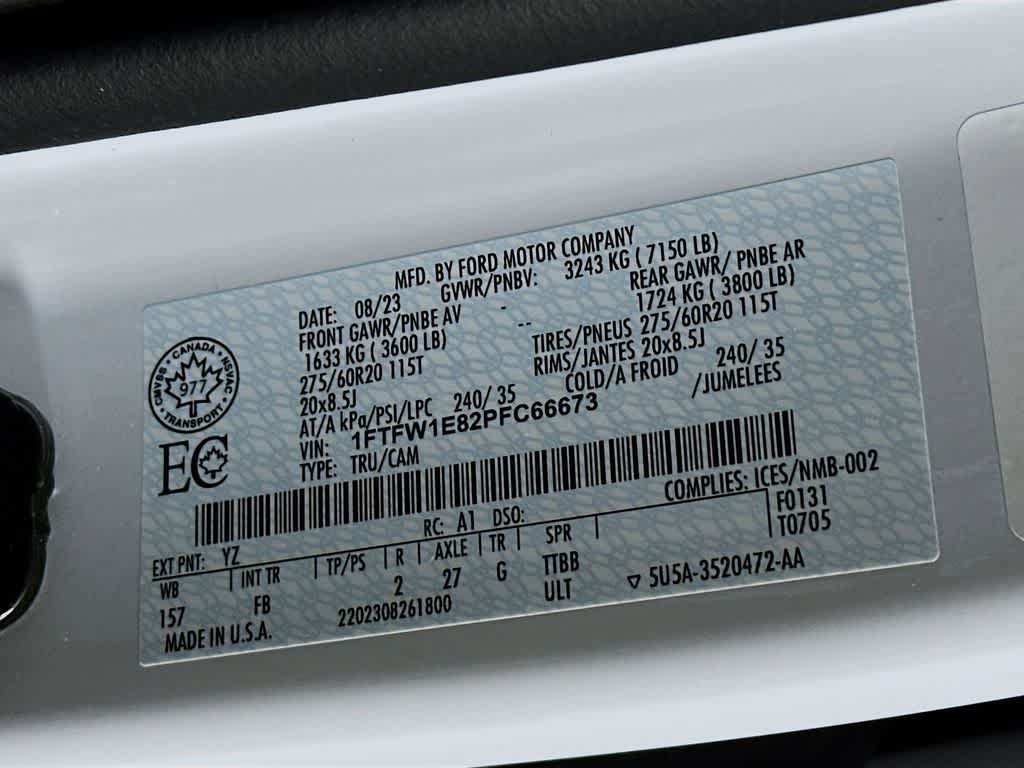 MFD. BY FORD MOTOR COMPANY
DATE: 08/23 GVWR/PNBV: 3243 KG ( 7150 LB)
FRONT GAWR/PNBE AV - -- REAR GAWR/ PNBE AR
1633 KG ( 3600 LB) 1724 KG ( 3800 LB)
275/60R20 115T TIRES/PNEUS 275/60R20 115T
20x8.5J RIMS/JANTES 20x8.5J
AT/A kPa/PSI/LPC 240/ 35 COLD/A FROID 240/ 35
VIN: 1FTFW1E82PFC66673 /JUMELEES
TYPE: TRU/CAM
CANADA • NSVAC • TRANSPORT • CMVSS •
977
EC
COMPLIES: ICES/NMB-002
RC: A1 DSO: F0131
EXT PNT: YZ T0705
WB INT TR TP/PS R AXLE TR SPR
157 FB 2 27 G TTBB
2202308261800 ULT 5U5A-3520472-AA
MADE IN U.S.A.